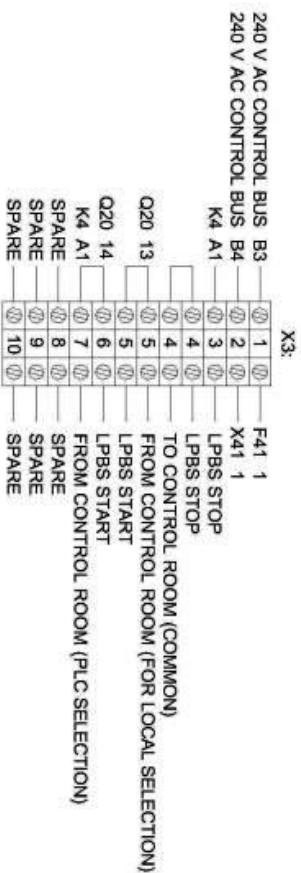 X3:
240 V AC CONTROL BUS B3 1 F41 1
240 V AC CONTROL BUS B4 2 X41 1
K4 A1 3 LPBS STOP
4 LPBS STOP
4 TO CONTROL ROOM (COMMON)
Q20 13 5 FROM CONTROL ROOM (FOR LOCAL SELECTION)
5 LPBS START
Q20 14 6 LPBS START
K4 A1 7 FROM CONTROL ROOM (PLC SELECTION)
SPARE 8 SPARE
SPARE 9 SPARE
SPARE 10 SPARE